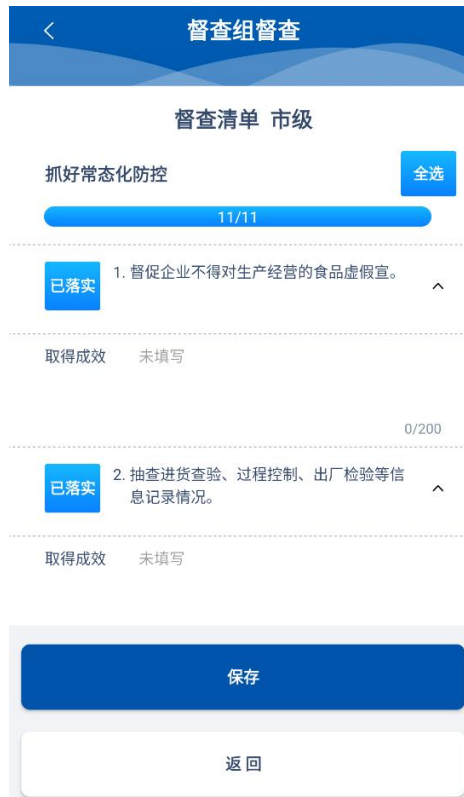 督查组督查
督查清单 市级
抓好常态化防控
全选
11/11
已落实
1. 督促企业不得对生产经营的食品虚假宣。
取得成效 未填写
0/200
已落实
2. 抽查进货查验、过程控制、出厂检验等信
息记录情况。
取得成效 未填写
保存
返回